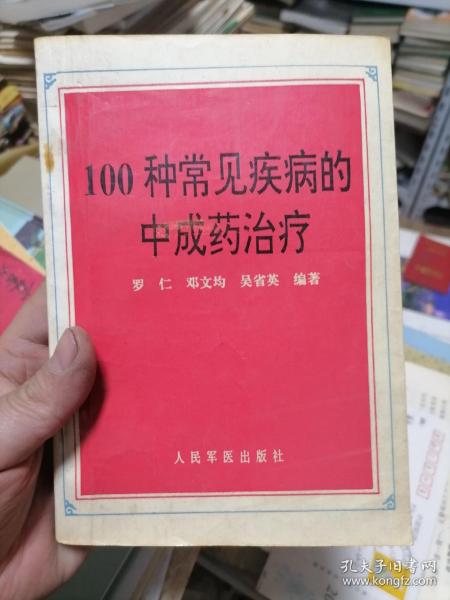 100 种常见疾病的
中成药治疗
罗 仁 邓文均 吴省英 编著
人民军医出版社
孔夫子旧书网
www.kongfz.com